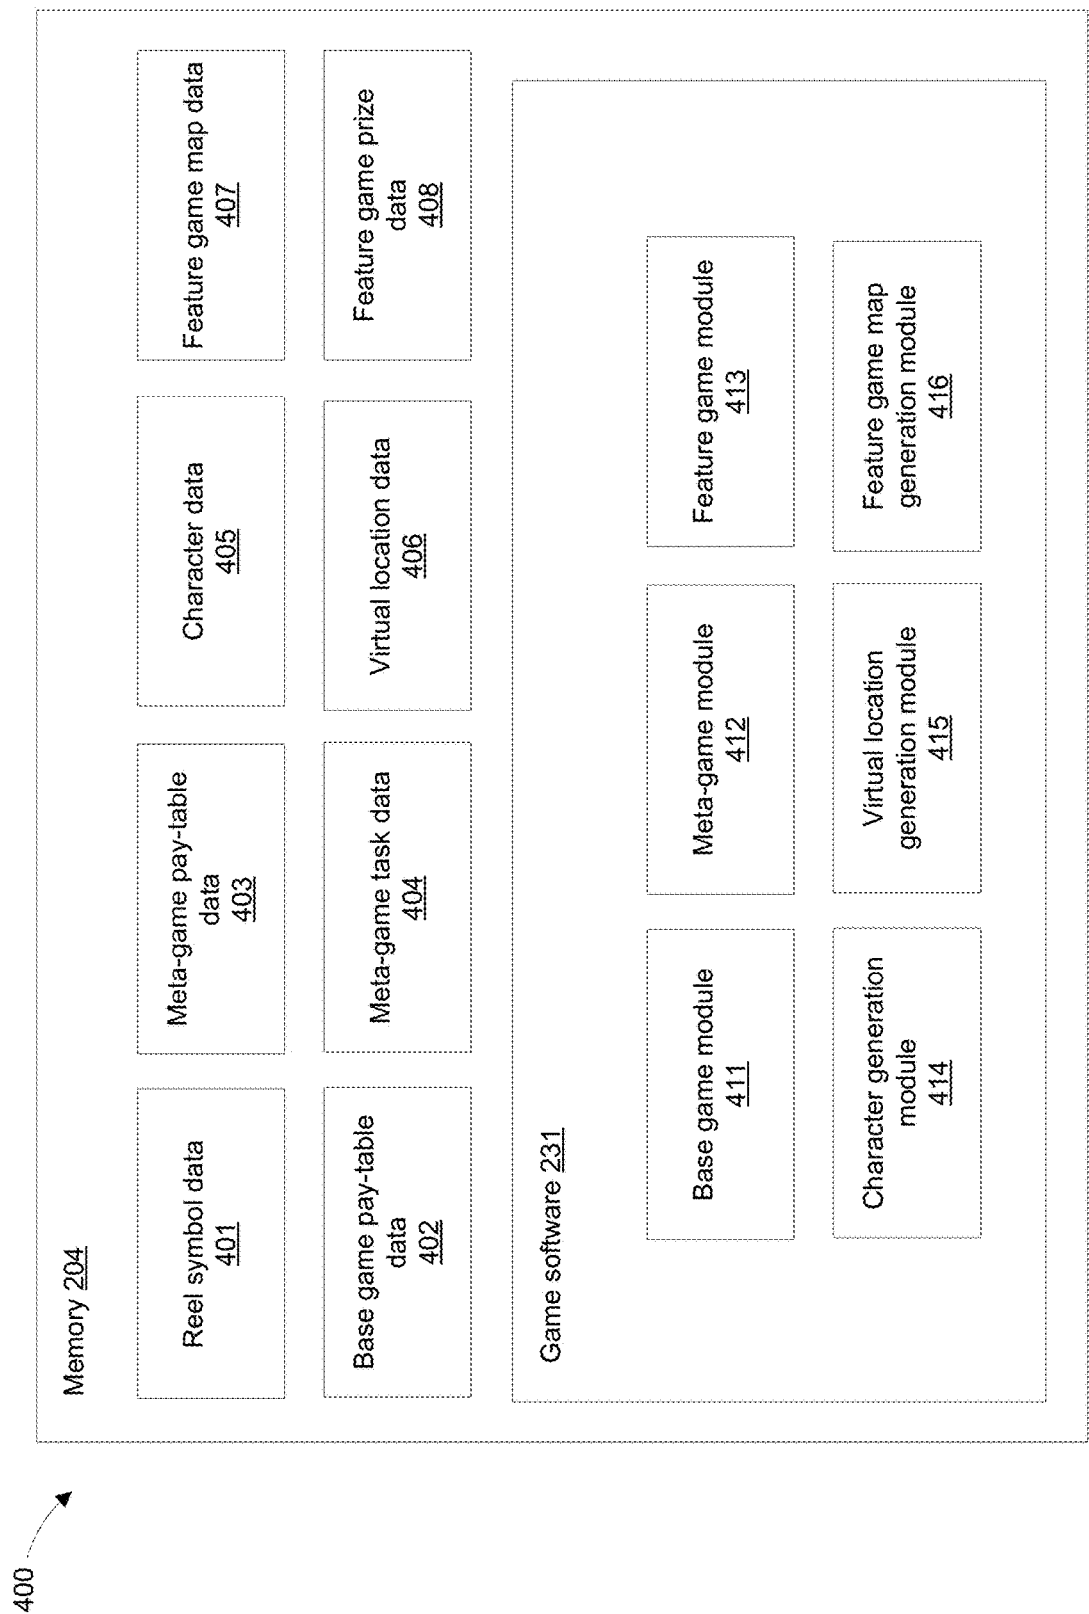 400
Memory 204
Reel symbol data
401
Meta-game pay-table
data
403
Character data
405
Feature game map data
407
Base game pay-table
data
402
Meta-game task data
404
Virtual location data
406
Feature game prize
data
408
Game software 231
Base game module
411
Meta-game module
412
Feature game module
413
Character generation
module
414
Virtual location
generation module
415
Feature game map
generation module
416